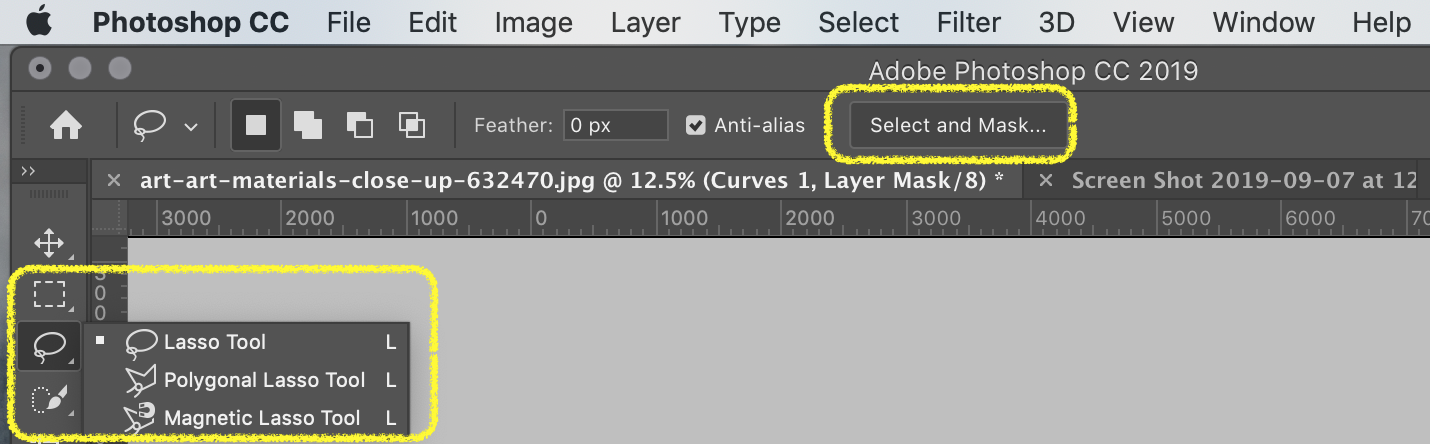 Photoshop CC File Edit Image Layer Type Select Filter 3D View Window Help
Adobe Photoshop CC 2019
Feather: 0 px Anti-alias Select and Mask...
× art-art-materials-close-up-632470.jpg @ 12.5% (Curves 1, Layer Mask/8) * × Screen Shot 2019-09-07 at 12
3000 2000 1000 0 1000 2000 3000 4000 5000 6000
0
0
Lasso Tool L
Polygonal Lasso Tool L
Magnetic Lasso Tool L